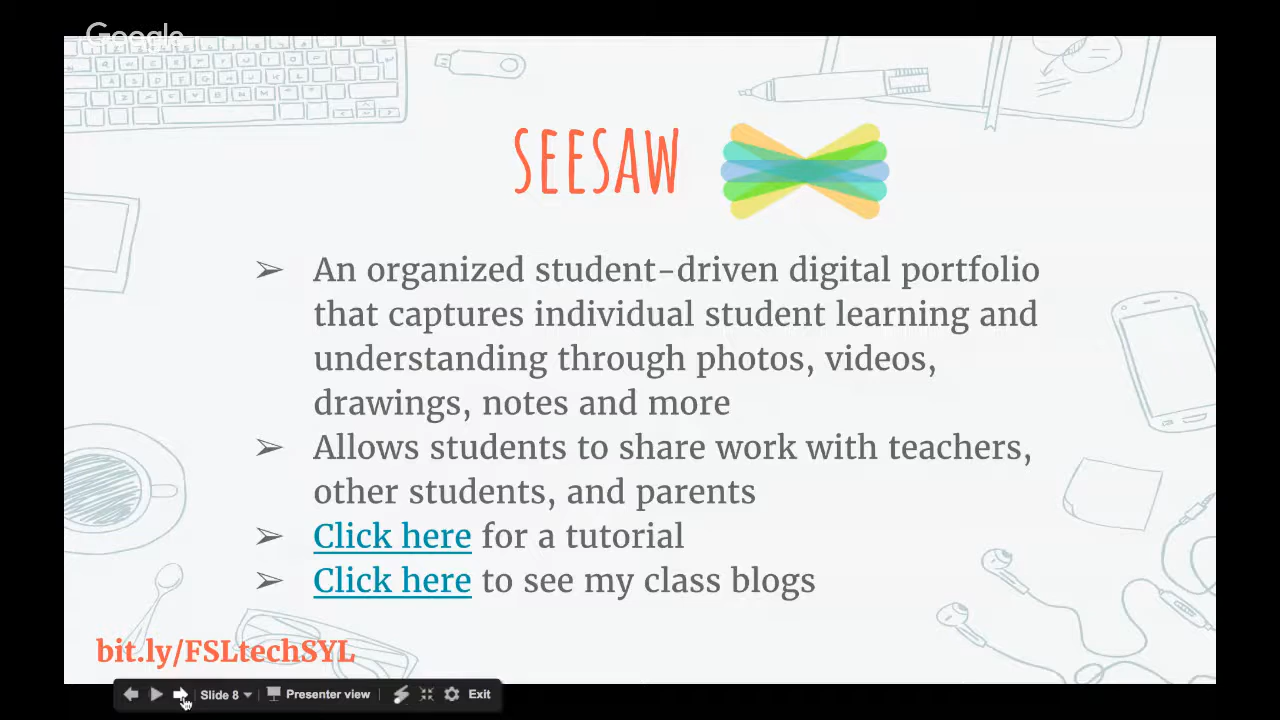 Google
SEESAW
➢ An organized student-driven digital portfolio
that captures individual student learning and
understanding through photos, videos,
drawings, notes and more
➢ Allows students to share work with teachers,
other students, and parents
➢ Click here for a tutorial
➢ Click here to see my class blogs
bit.ly/FSLtechSYL
Slide 8 Presenter view Exit